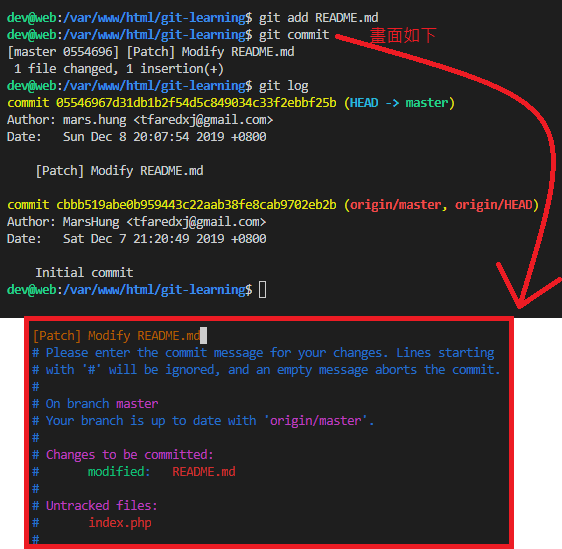 dev@web:/var/www/html/git-learning$ git add README.md
dev@web:/var/www/html/git-learning$ git commit 畫面如下
[master 0554696] [Patch] Modify README.md
 1 file changed, 1 insertion(+)
dev@web:/var/www/html/git-learning$ git log
commit 05546967d31db1b2f54d5c849034c33f2ebbf25b (HEAD -> master)
Author: mars.hung <tfaredxj@gmail.com>
Date:   Sun Dec 8 20:07:54 2019 +0800
    [Patch] Modify README.md
commit cbbb519abe0b959443c22aab38fe8cab9702eb2b (origin/master, origin/HEAD)
Author: MarsHung <tfaredxj@gmail.com>
Date:   Sat Dec 7 21:20:49 2019 +0800
    Initial commit
dev@web:/var/www/html/git-learning$
[Patch] Modify README.md
# Please enter the commit message for your changes. Lines starting
# with '#' will be ignored, and an empty message aborts the commit.
#
# On branch master
# Your branch is up to date with 'origin/master'.
#
# Changes to be committed:
#       modified:   README.md
#
# Untracked files:
#       index.php
#